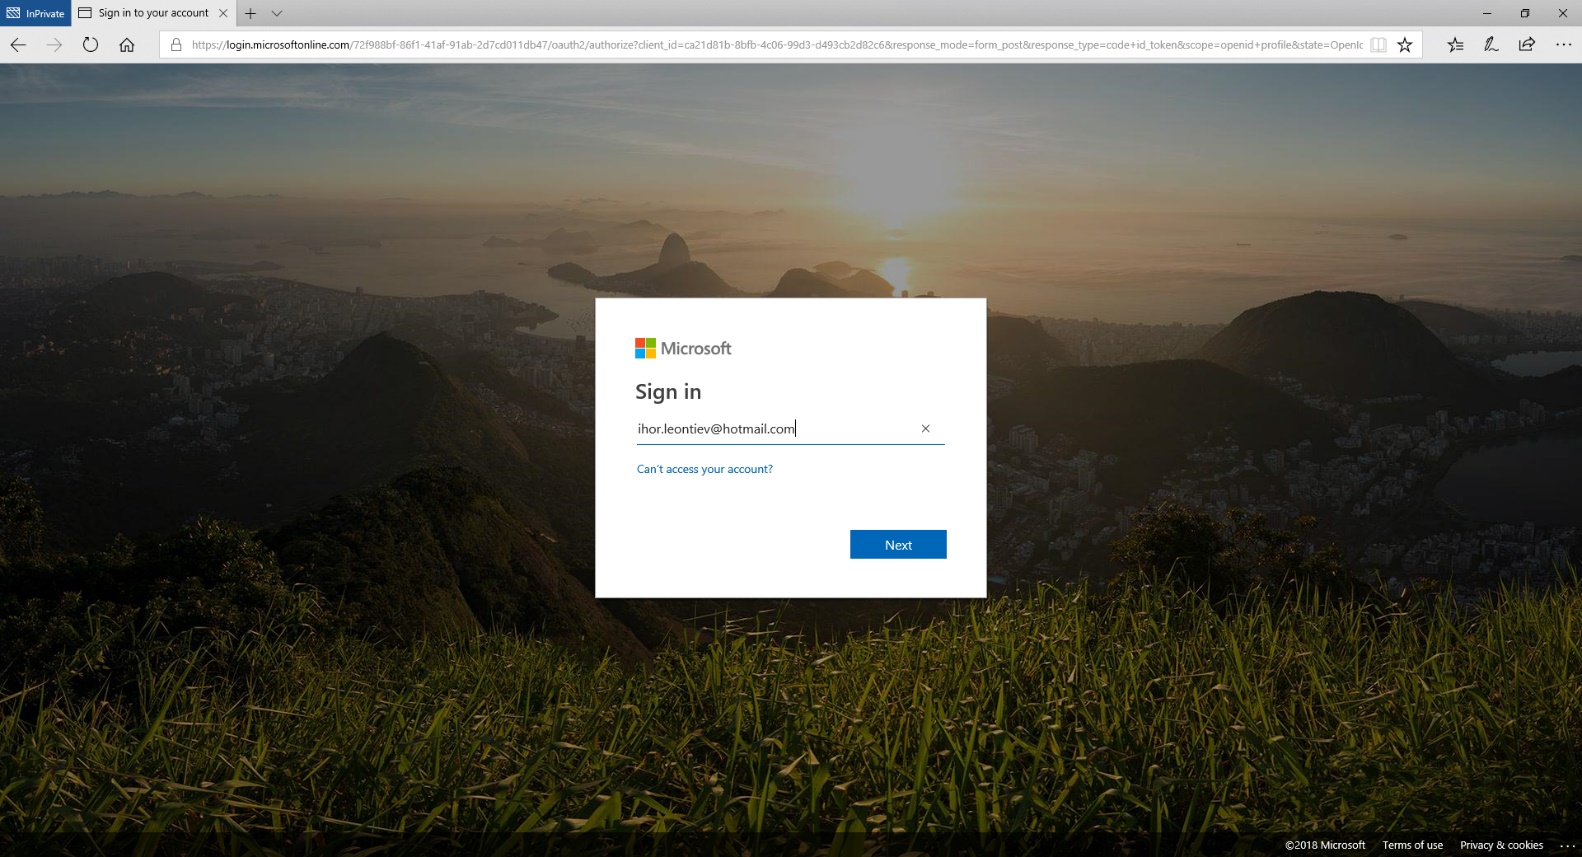 InPrivate
Sign in to your account
https://login.microsoftonline.com/72f988bf-86f1-41af-91ab-2d7cd011db47/oauth2/authorize?client_id=ca21d81b-8bfb-4c06-99d3-d493cb2d82c6&response_mode=form_post&response_type=code+id_token&scope=openid+profile&state=OpenIc
Microsoft
Sign in
ihor.leontiev@hotmail.com
Can't access your account?
Next
©2018 Microsoft Terms of use Privacy & cookies ...